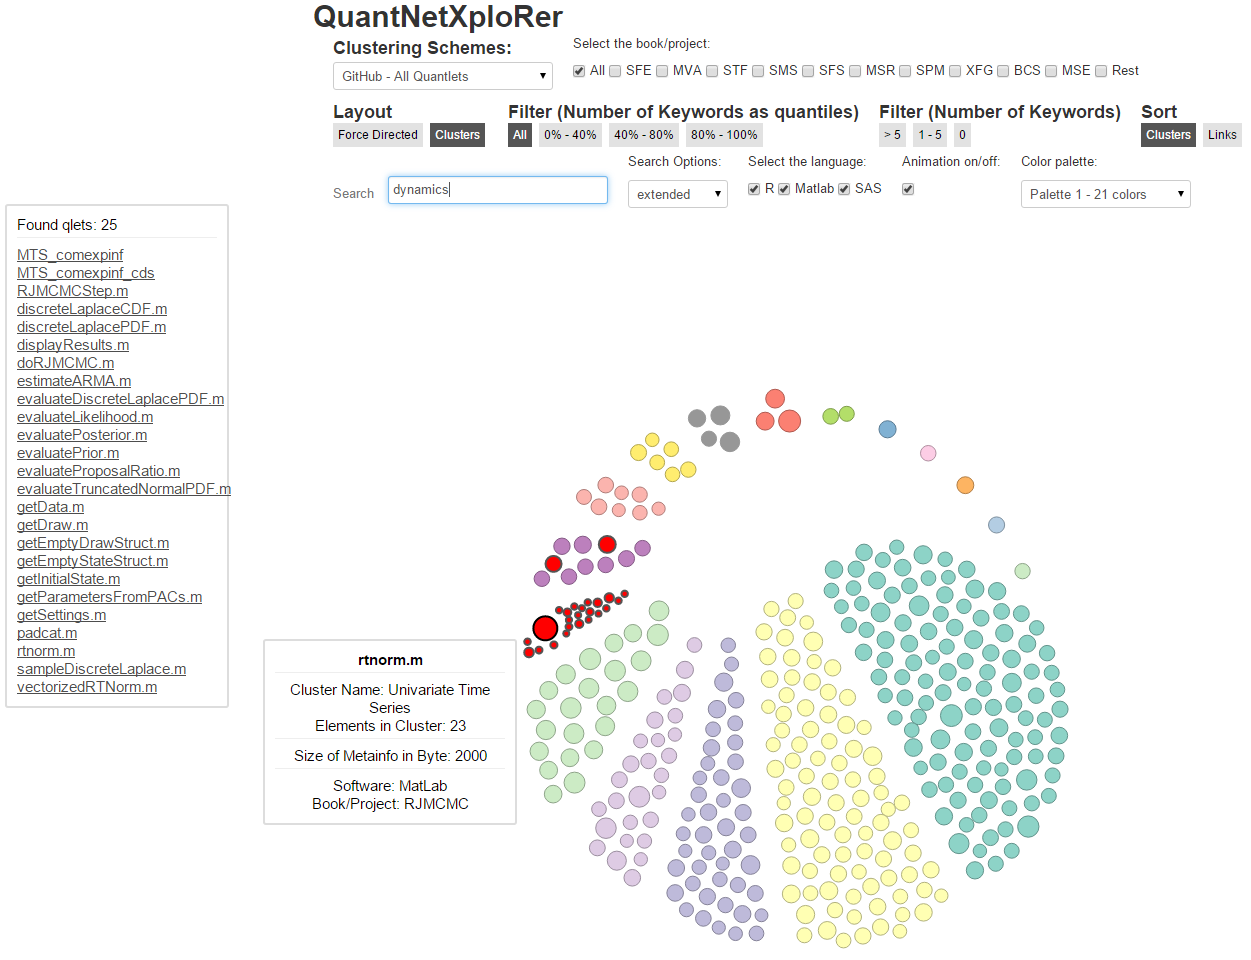 QuantNetXploRer
Clustering Schemes:
Select the book/project:
GitHub - All Quantlets
All SFE MVA STF SMS SFS MSR SPM XFG BCS MSE Rest
Layout
Filter (Number of Keywords as quantiles)
Filter (Number of Keywords)
Sort
Force Directed Clusters
All 0% - 40% 40% - 80% 80% - 100%
> 5 1 - 5 0
Clusters Links
Search Options:
Select the language:
Animation on/off:
Color palette:
Search dynamics
extended
R Matlab SAS
Palette 1 - 21 colors
Found qlets: 25
MTS_comexpinf
MTS_comexpinf_cds
RJMCMCStep.m
discreteLaplaceCDF.m
discreteLaplacePDF.m
displayResults.m
doRJMCMC.m
estimateARMA.m
evaluateDiscreteLaplacePDF.m
evaluateLikelihood.m
evaluatePosterior.m
evaluatePrior.m
evaluateProposalRatio.m
evaluateTruncatedNormalPDF.m
getData.m
getDraw.m
getEmptyDrawStruct.m
getEmptyStateStruct.m
getInitialState.m
getParametersFromPACs.m
getSettings.m
padcat.m
rtnorm.m
sampleDiscreteLaplace.m
vectorizedRTNorm.m
rtnorm.m
Cluster Name: Univariate Time
Series
Elements in Cluster: 23
Size of Metainfo in Byte: 2000
Software: MatLab
Book/Project: RJMCMC